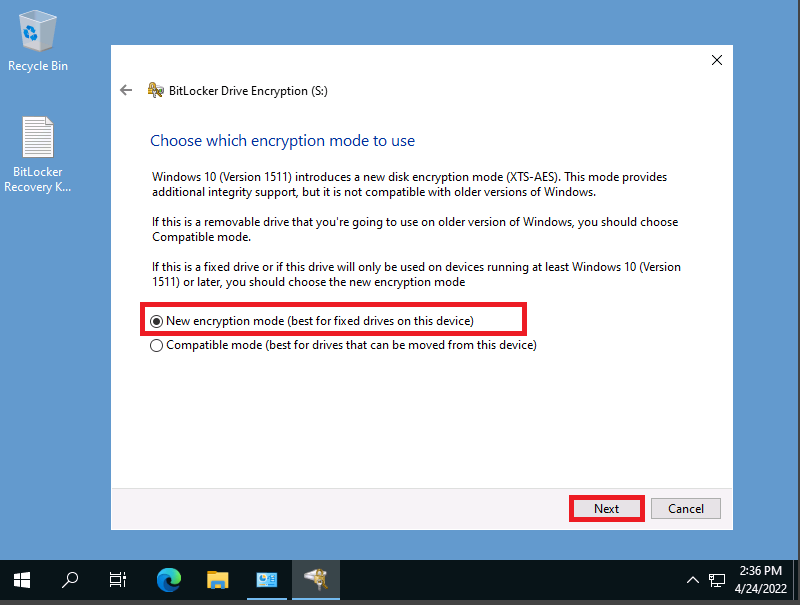 Recycle Bin
BitLocker
Recovery K...
BitLocker Drive Encryption (S:)
Choose which encryption mode to use
Windows 10 (Version 1511) introduces a new disk encryption mode (XTS-AES). This mode provides
additional integrity support, but it is not compatible with older versions of Windows.
If this is a removable drive that you're going to use on older version of Windows, you should choose
Compatible mode.
If this is a fixed drive or if this drive will only be used on devices running at least Windows 10 (Version
1511) or later, you should choose the new encryption mode
New encryption mode (best for fixed drives on this device)
Compatible mode (best for drives that can be moved from this device)
Next
Cancel
2:36 PM
4/24/2022